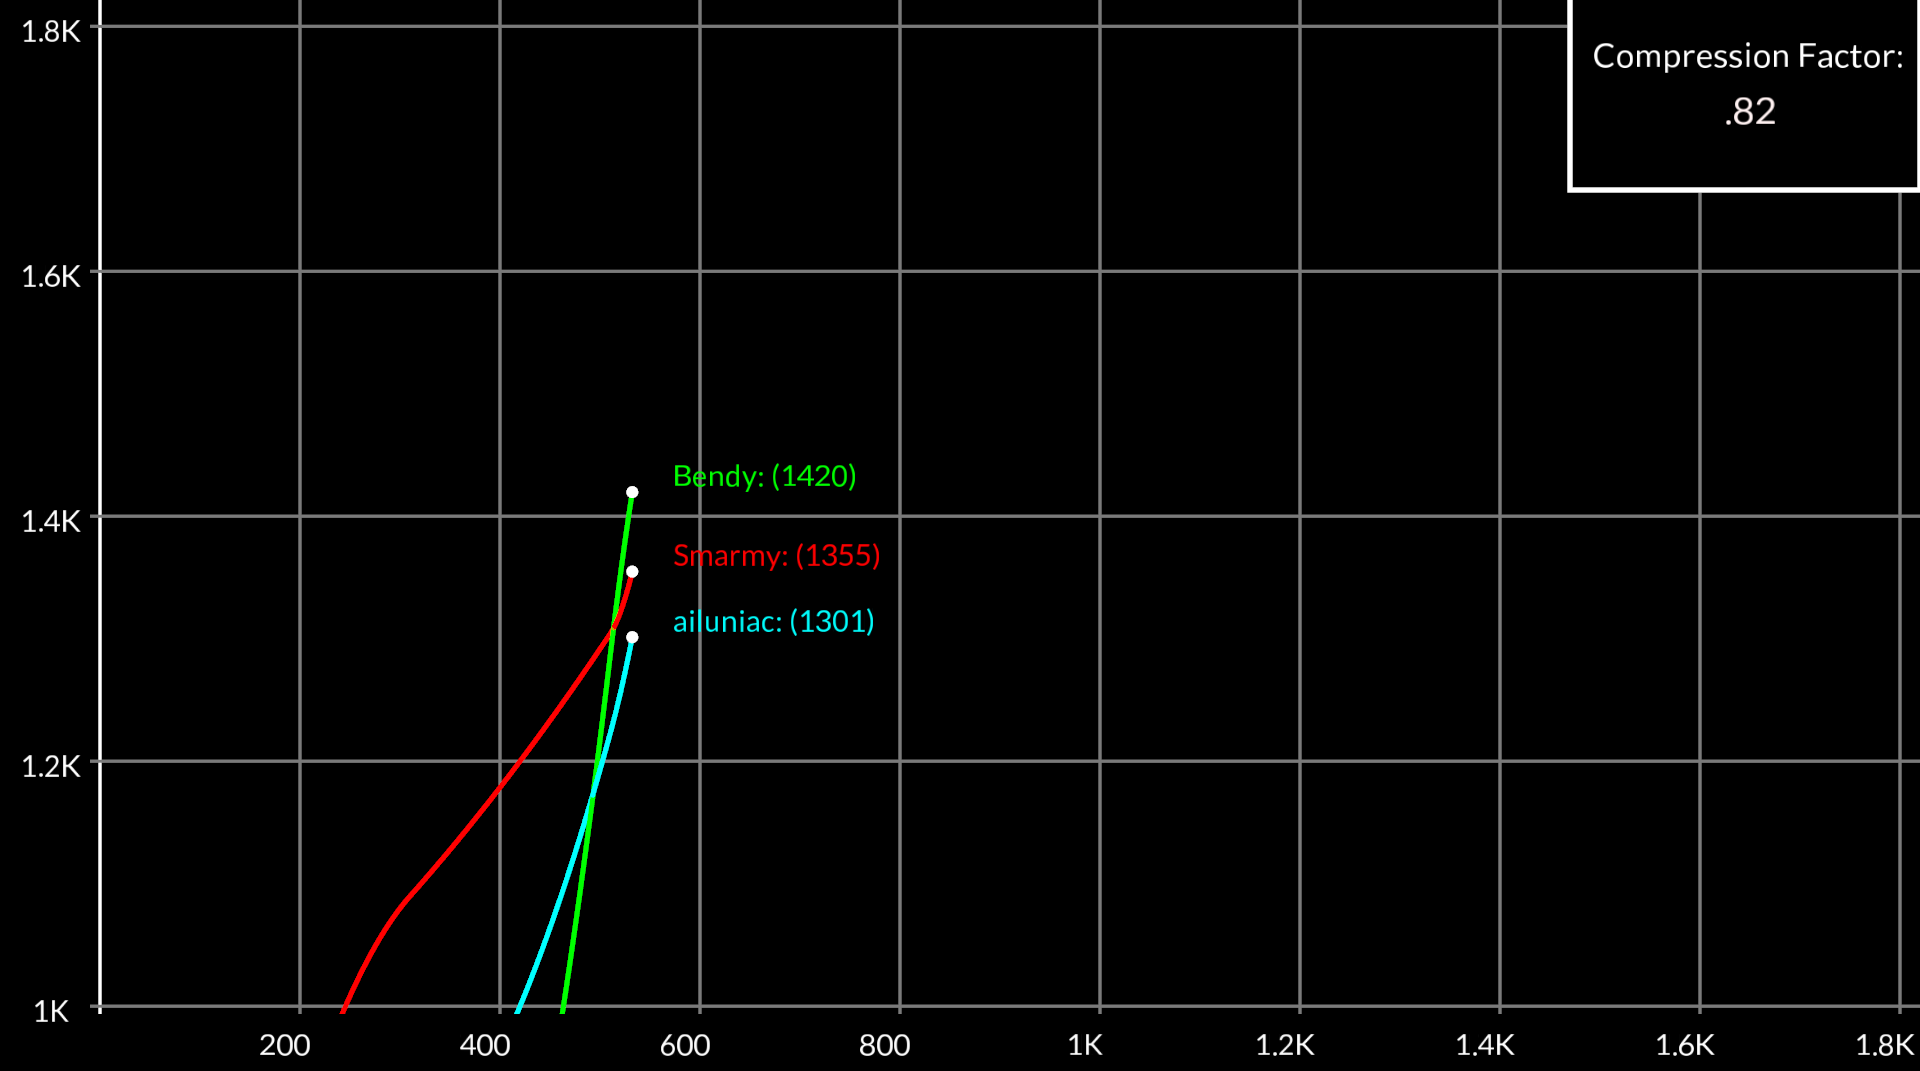 1.8K
Compression Factor:
.82
1.6K
Bendy: (1420)
1.4K
Smarmy: (1355)
ailuniac: (1301)
1.2K
1K
200 400 600 800 1K 1.2K 1.4K 1.6K 1.8K